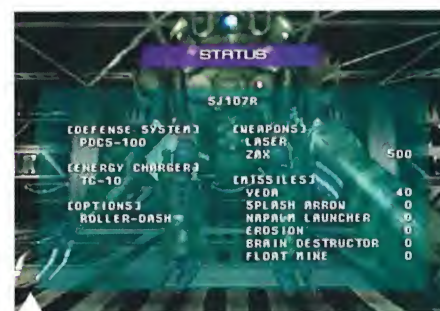 STATUS
SJ107R
[DEFENSE SYSTEM]
PDCS-100
[ENERGY CHARGER]
TC-10
[OPTIONS]
ROLLER-DASH
[WEAPONS]
LASER
ZAX 500
[MISSILES]
VEDA 40
SPLASH ARROW 0
NAPALM LAUNCHER 0
EROSION 0
BRAIN DESTRUCTOR 0
FLOAT MINE 0